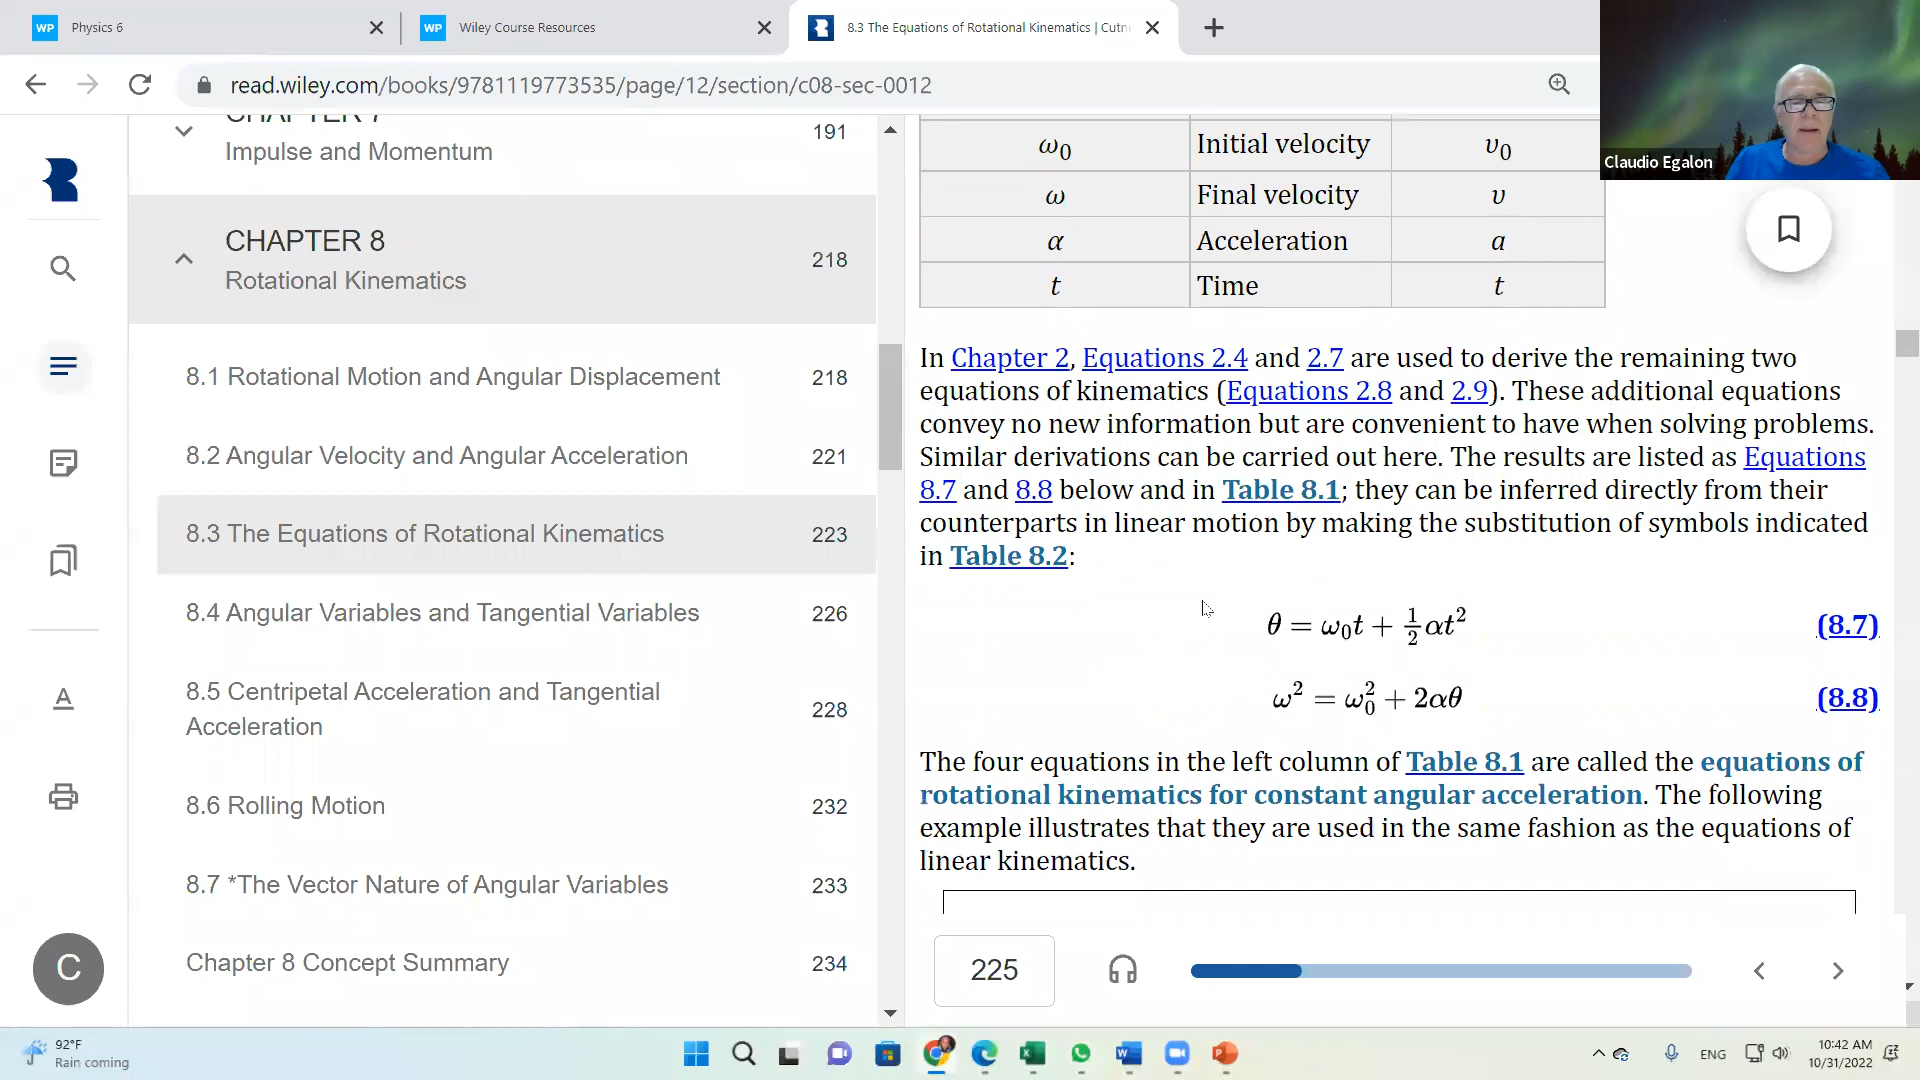 WP Physics 6
WP Wiley Course Resources
8.3 The Equations of Rotational Kinematics | Cutn
read.wiley.com/books/9781119773535/page/12/section/c08-sec-0012
Claudio Egalon
CHAPTER 7
Impulse and Momentum 191
CHAPTER 8
Rotational Kinematics 218
8.1 Rotational Motion and Angular Displacement 218
8.2 Angular Velocity and Angular Acceleration 221
8.3 The Equations of Rotational Kinematics 223
8.4 Angular Variables and Tangential Variables 226
8.5 Centripetal Acceleration and Tangential
Acceleration 228
8.6 Rolling Motion 232
8.7 *The Vector Nature of Angular Variables 233
Chapter 8 Concept Summary 234
C
ω₀ Initial velocity υ₀
ω Final velocity υ
α Acceleration a
t Time t
In Chapter 2, Equations 2.4 and 2.7 are used to derive the remaining two
equations of kinematics (Equations 2.8 and 2.9). These additional equations
convey no new information but are convenient to have when solving problems.
Similar derivations can be carried out here. The results are listed as Equations
8.7 and 8.8 below and in Table 8.1; they can be inferred directly from their
counterparts in linear motion by making the substitution of symbols indicated
in Table 8.2:
θ = ω₀t + ½αt² (8.7)
ω² = ω₀² + 2αθ (8.8)
The four equations in the left column of Table 8.1 are called the equations of
rotational kinematics for constant angular acceleration. The following
example illustrates that they are used in the same fashion as the equations of
linear kinematics.
225
92°F
Rain coming
ENG
10:42 AM
10/31/2022